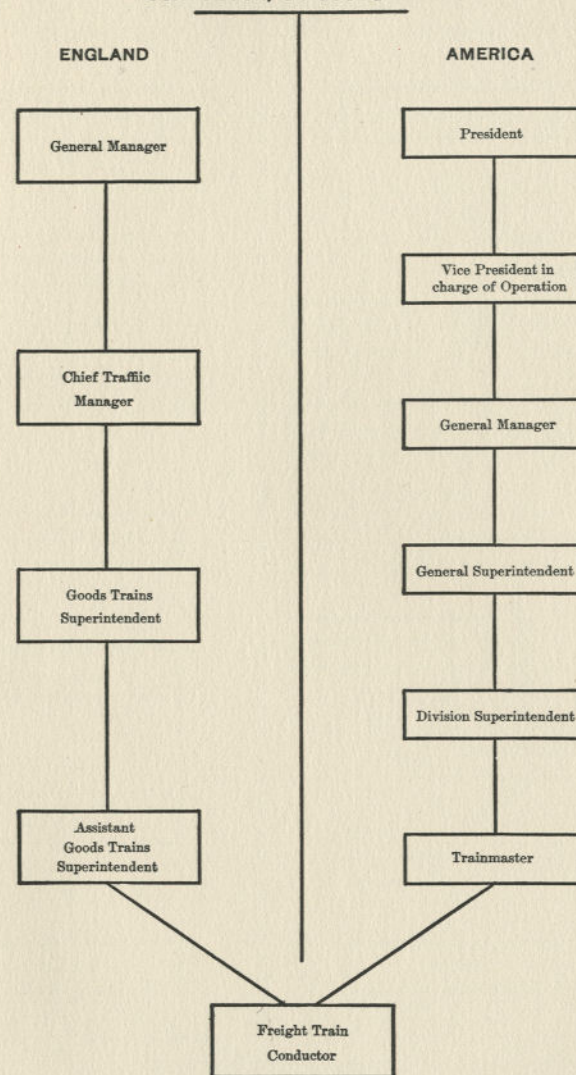 ENGLAND
General Manager
Chief Traffiic
Manager
Goods Trains
Superintendent
Assistant
Goods Trains
Superintendent
AMERICA
President
Vice President in
charge of Operation
General Manager
General Superintendent
Division Superintendent
Trainmaster
Freight Train
Conductor